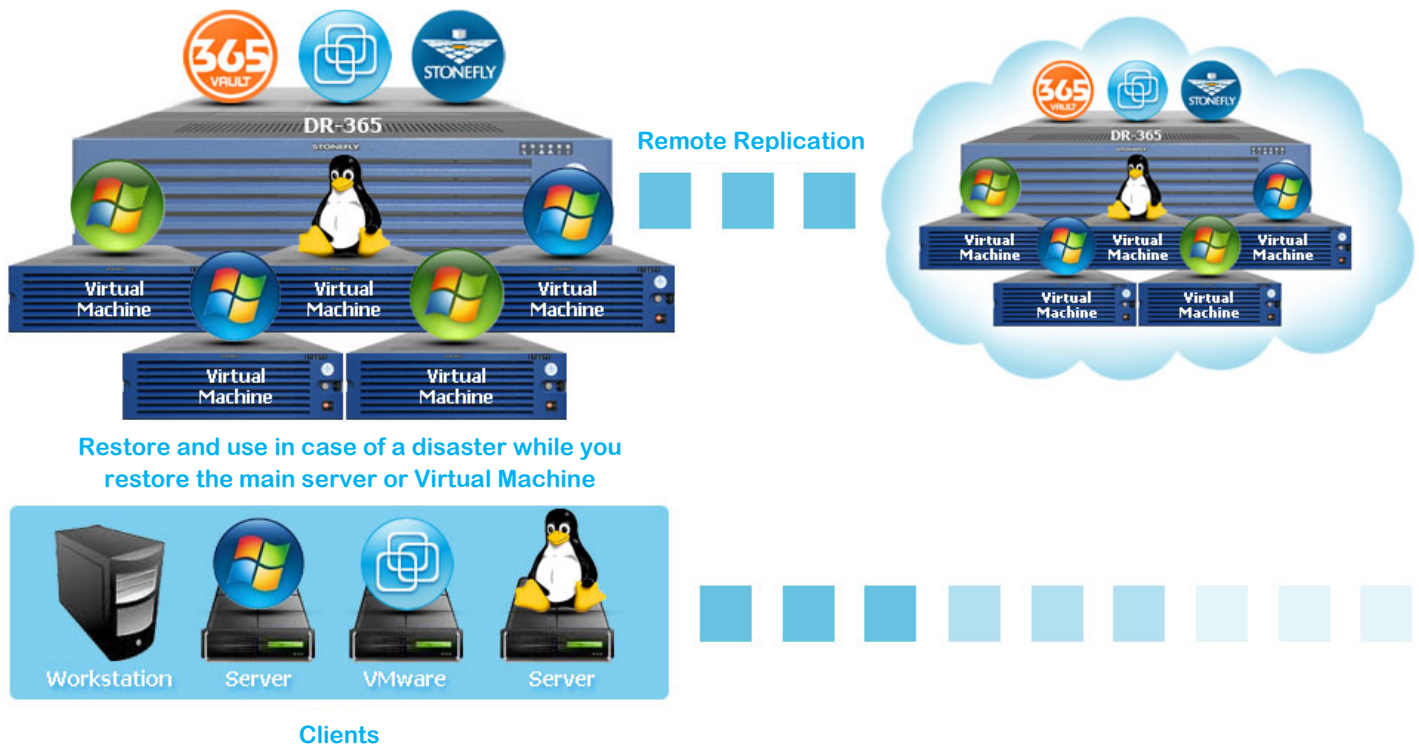 365
VAULT
STONEFLY
DR-365
STONEFLY
Virtual
Machine
Virtual
Machine
Virtual
Machine
Virtual
Machine
Virtual
Machine
Remote Replication
365
VAULT
STONEFLY
DR-365
Virtual
Machine
Virtual
Machine
Virtual
Machine
Virtual
Machine
Virtual
Machine
Restore and use in case of a disaster while you
restore the main server or Virtual Machine
Workstation
Server
VMware
Server
Clients